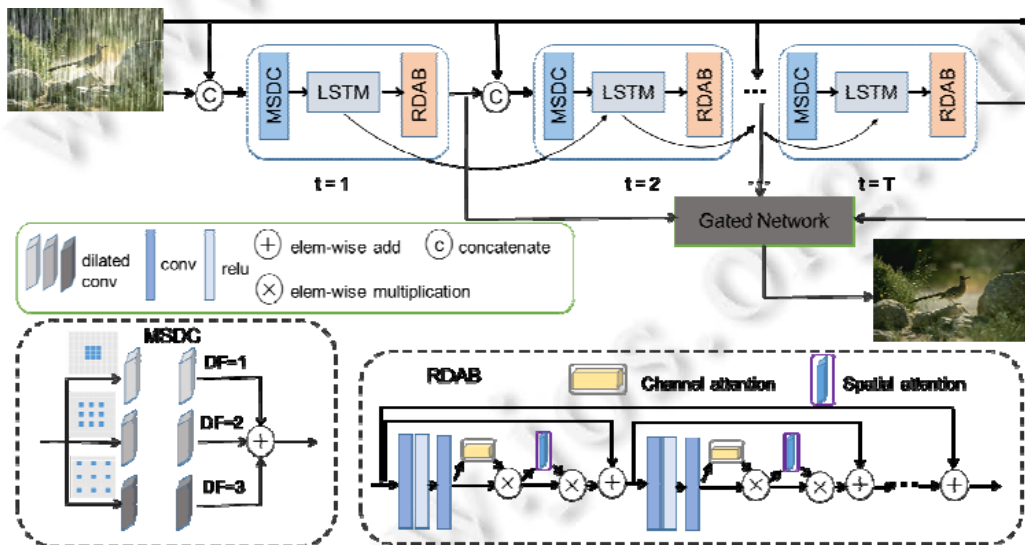 C
MSDC
LSTM
RDAB
C
MSDC
LSTM
RDAB
...
MSDC
LSTM
RDAB
t=1
t=2
t=T
Gated Network
dilated conv
conv
relu
+ elem-wise add
c concatenate
× elem-wise multiplication
MSDC
DF=1
DF=2
DF=3
+
RDAB
Channel attention
Spatial attention
× × + × × + ... +